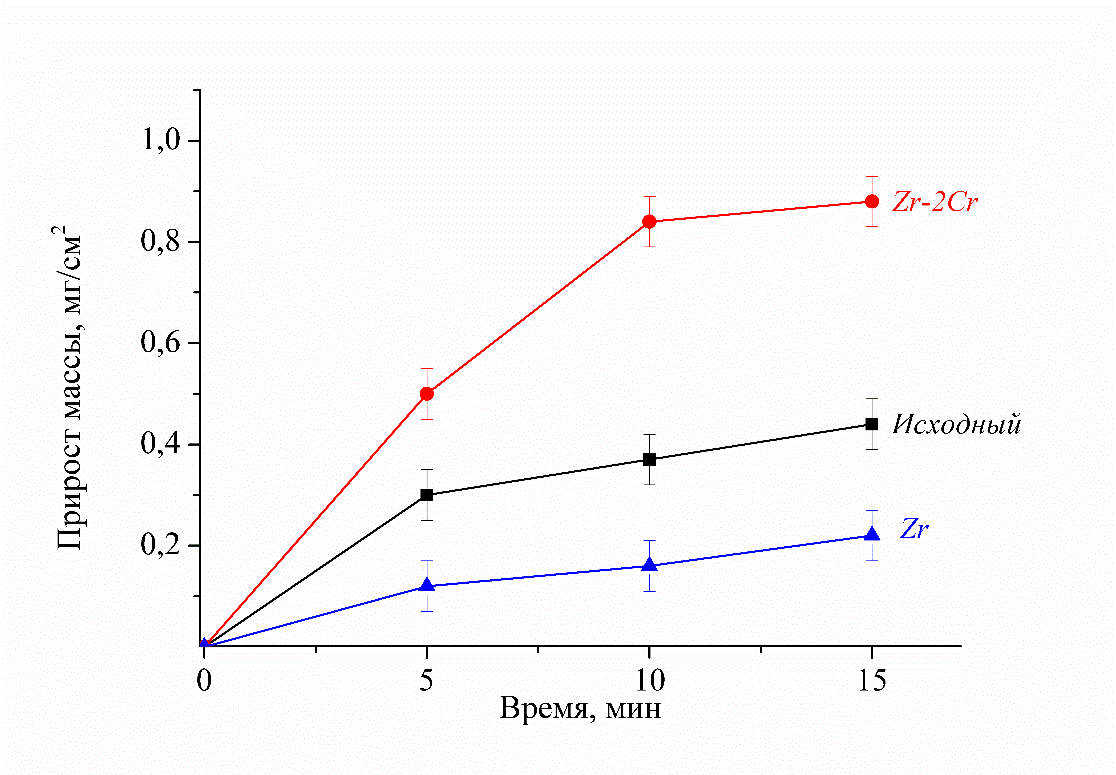 Прирост массы, мг/см²
1,0
0,8
0,6
0,4
0,2
Zr-2Cr
Исходный
Zr
0 5 10 15
Время, мин